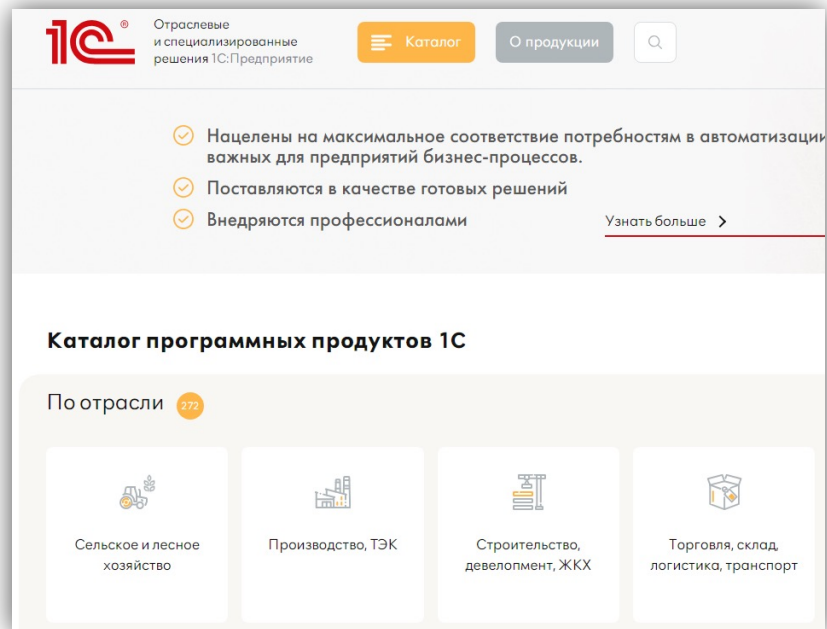 1С®
Отраслевые
и специализированные
решения 1С:Предприятие
Каталог
О продукции
Нацелены на максимальное соответствие потребностям в автоматизации
важных для предприятий бизнес-процессов.
Поставляются в качестве готовых решений
Внедряются профессионалами
Узнать больше
Каталог программных продуктов 1С
По отрасли 272
Сельское и лесное
хозяйство
Производство, ТЭК
Строительство,
девелопмент, ЖКХ
Торговля, склад,
логистика, транспорт